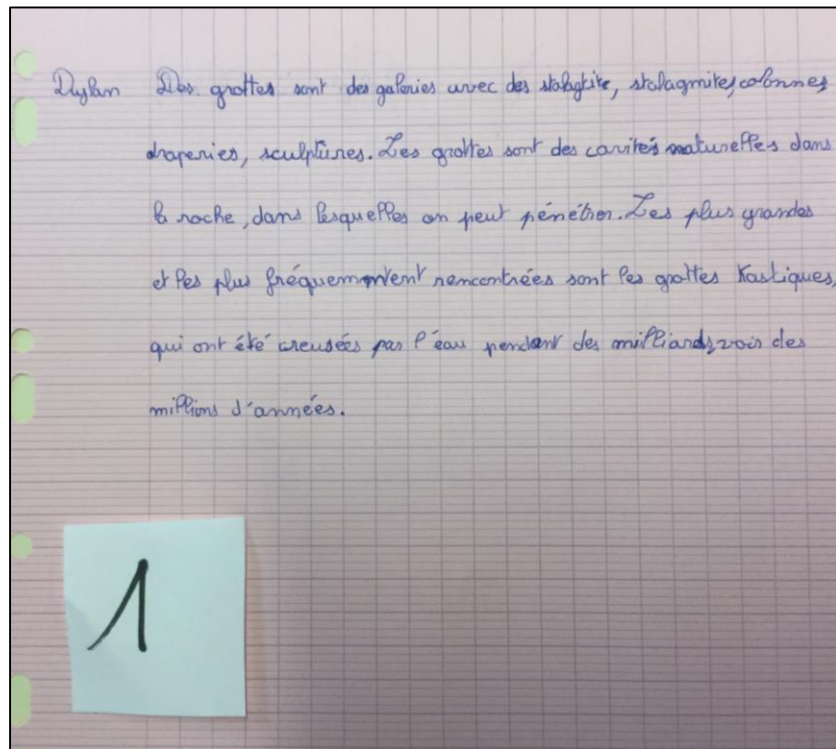 Dylan Des grottes sont des galeries avec des stalagtite, stalagmites, colonnes
draperies, sculptures. Les grottes sont des cavités naturelles dans
la roche, dans lesquelles on peut pénétrer. Les plus grandes
et les plus fréquemment rencontrées sont les grottes Kastiques,
qui ont été creusées par l'eau pendant des milliards, vois des
millions d'années.
1